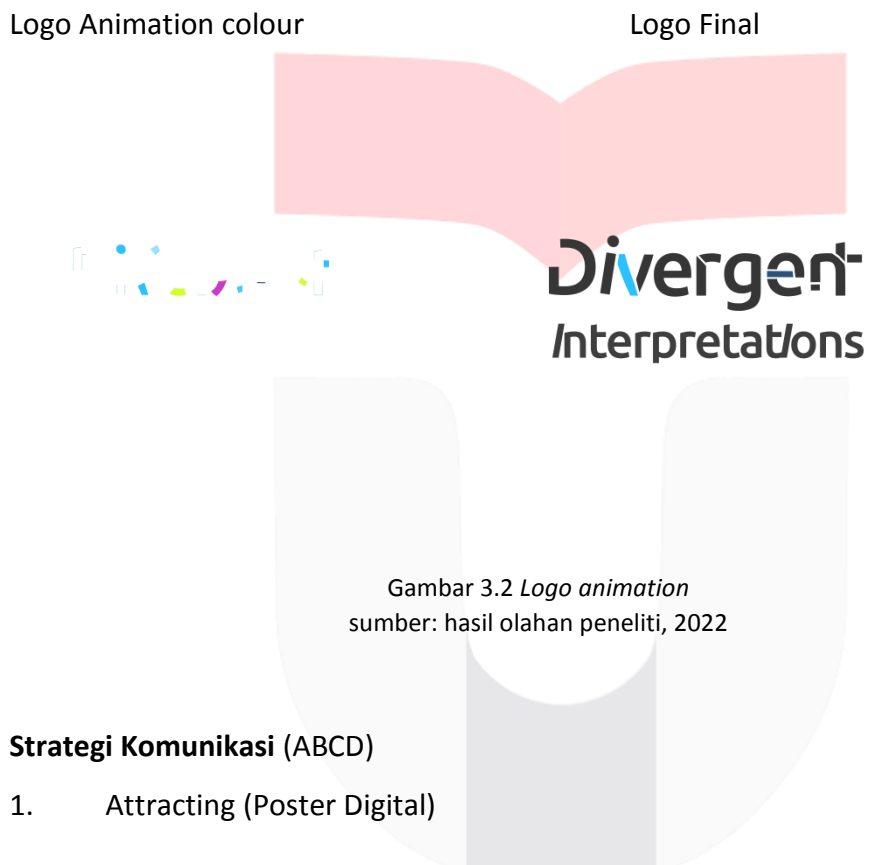 Logo Animation colour Logo Final
Divergent
Interpretations
Gambar 3.2 Logo animation
sumber: hasil olahan peneliti, 2022
Strategi Komunikasi (ABCD)
1. Attracting (Poster Digital)